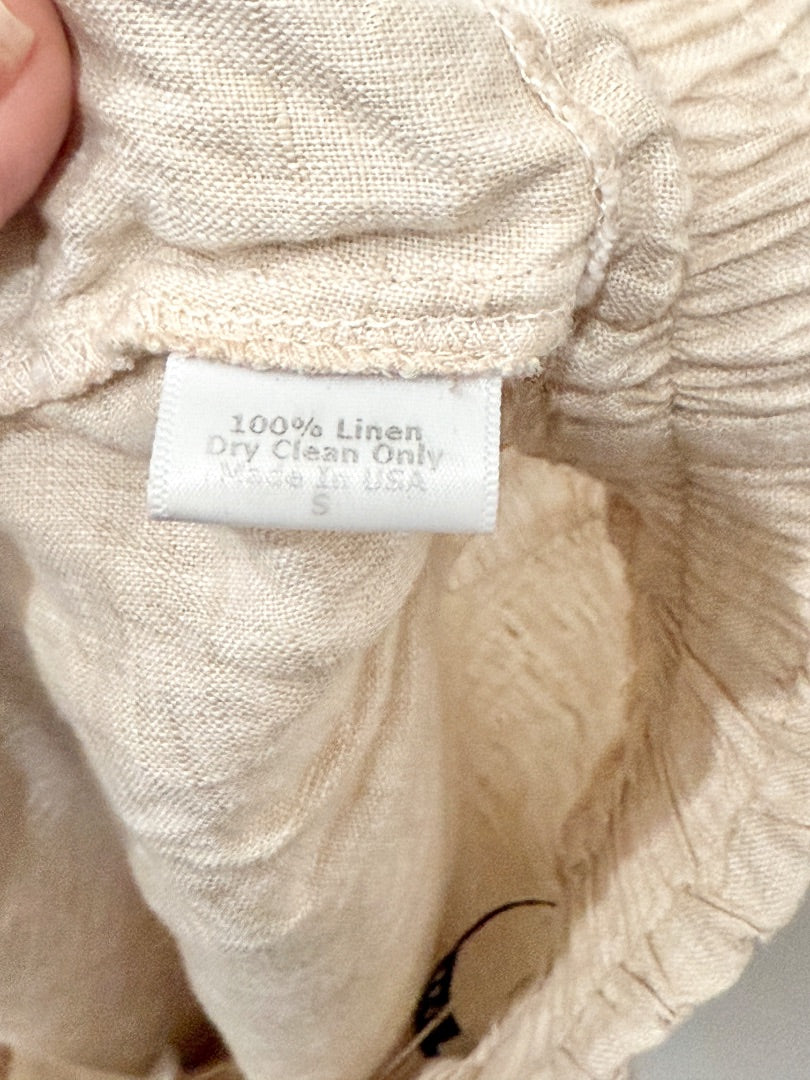 100% Linen
Dry Clean Only
Made In USA
S